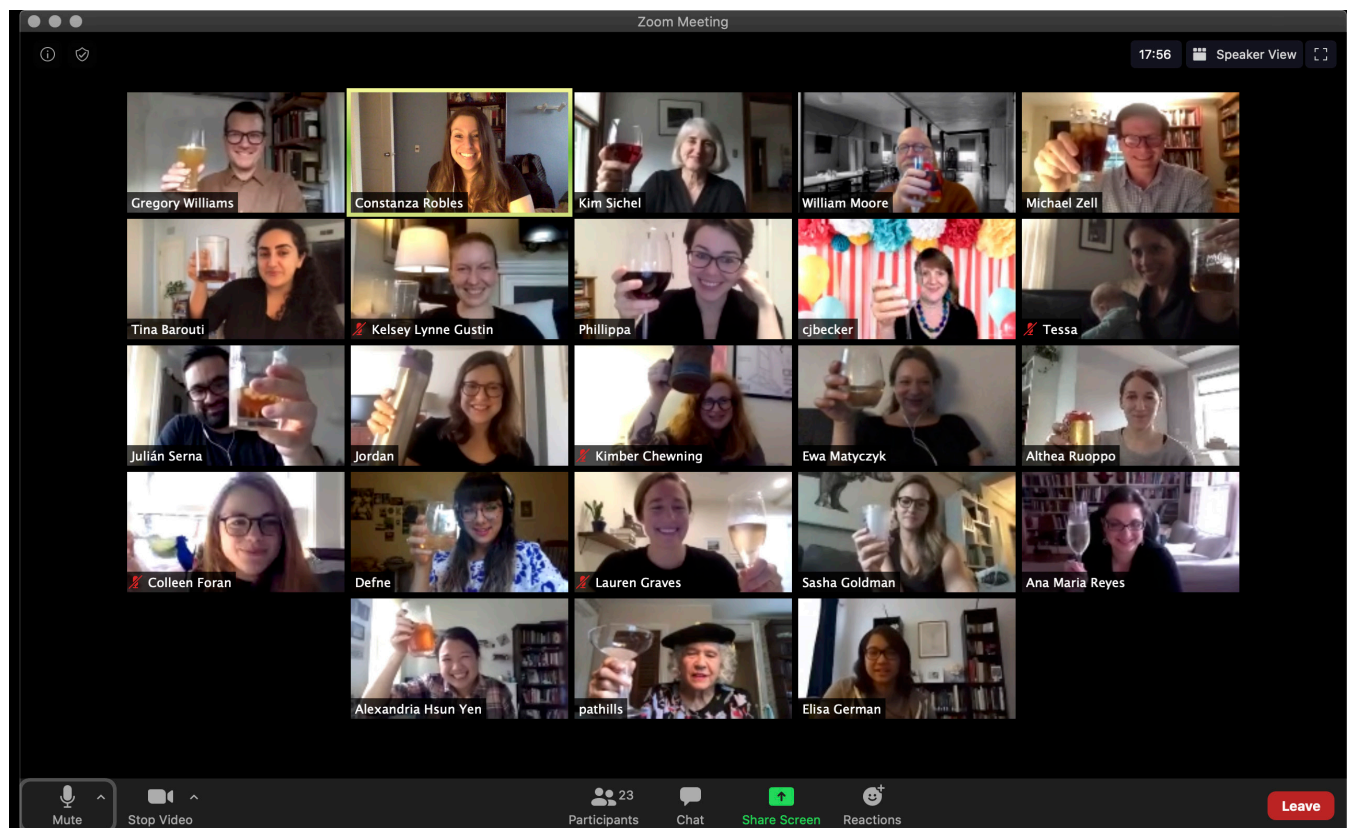 Zoom Meeting
17:56 Speaker View
Gregory Williams
Constanza Robles
Kim Sichel
William Moore
Michael Zell
Tina Barouti
Kelsey Lynne Gustin
Phillippa
cjbecker
Tessa
Julián Serna
Jordan
Kimber Chewning
Ewa Matyczyk
Althea Ruoppo
Colleen Foran
Defne
Lauren Graves
Sasha Goldman
Ana María Reyes
Alexandria Hsun Yen
pathills
Elisa German
23
Mute
Stop Video
Participants
Chat
Share Screen
Reactions
Leave